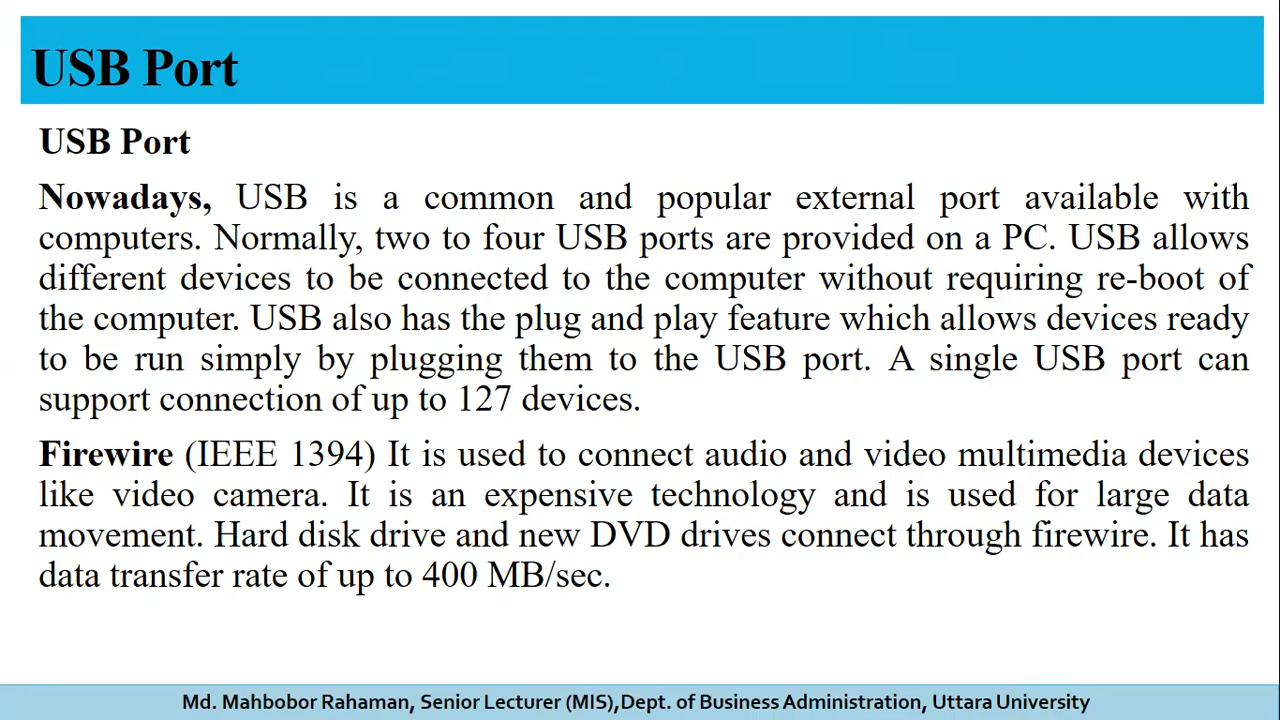 USB Port
USB Port
Nowadays, USB is a common and popular external port available with
computers. Normally, two to four USB ports are provided on a PC. USB allows
different devices to be connected to the computer without requiring re-boot of
the computer. USB also has the plug and play feature which allows devices ready
to be run simply by plugging them to the USB port. A single USB port can
support connection of up to 127 devices.
Firewire (IEEE 1394) It is used to connect audio and video multimedia devices
like video camera. It is an expensive technology and is used for large data
movement. Hard disk drive and new DVD drives connect through firewire. It has
data transfer rate of up to 400 MB/sec.
Md. Mahbobor Rahaman, Senior Lecturer (MIS),Dept. of Business Administration, Uttara University